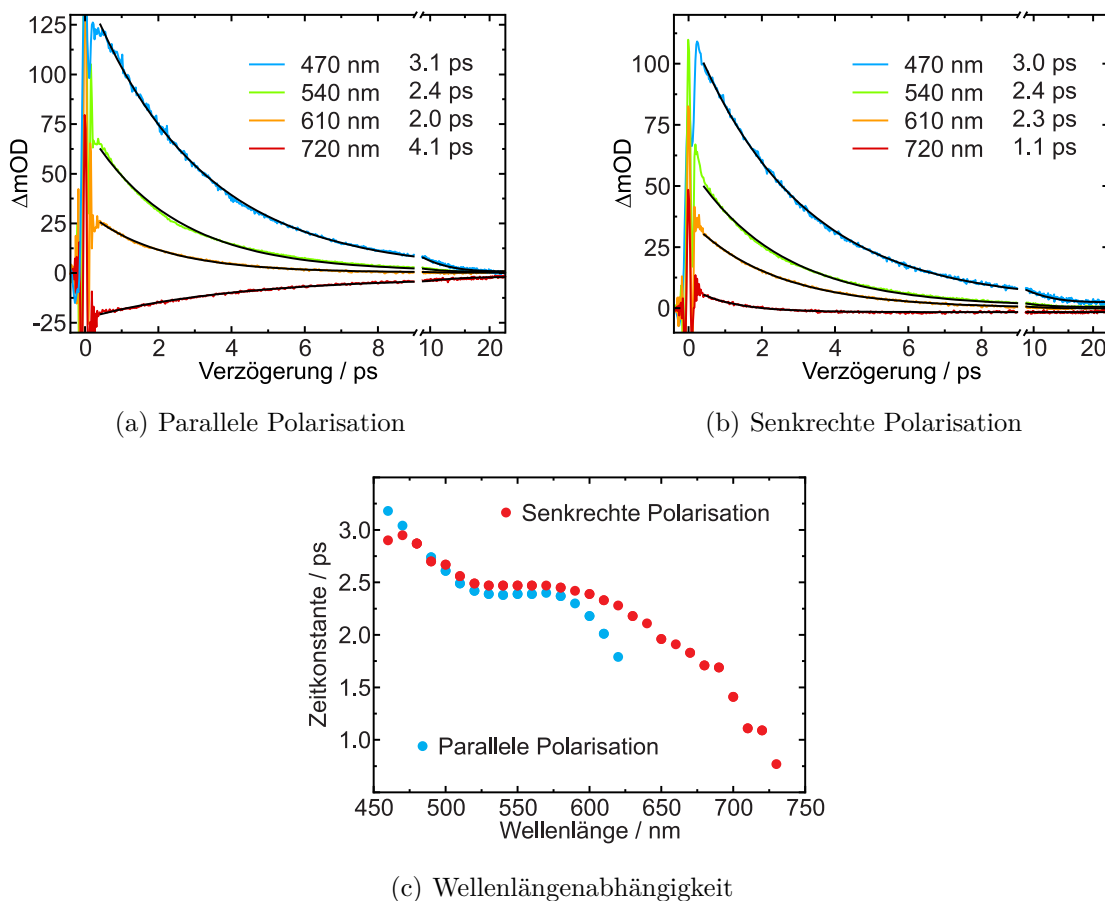 125
100
75
50
25
0
-25
ΔmOD
470 nm 3.1 ps
540 nm 2.4 ps
610 nm 2.0 ps
720 nm 4.1 ps
0 2 4 6 8 10 20
Verzögerung / ps
(a) Parallele Polarisation
100
75
50
25
0
ΔmOD
470 nm 3.0 ps
540 nm 2.4 ps
610 nm 2.3 ps
720 nm 1.1 ps
0 2 4 6 8 10 20
Verzögerung / ps
(b) Senkrechte Polarisation
3.0
2.5
2.0
1.5
1.0
Zeitkonstante / ps
Senkrechte Polarisation
Parallele Polarisation
450 500 550 600 650 700 750
Wellenlänge / nm
(c) Wellenlängenabhängigkeit